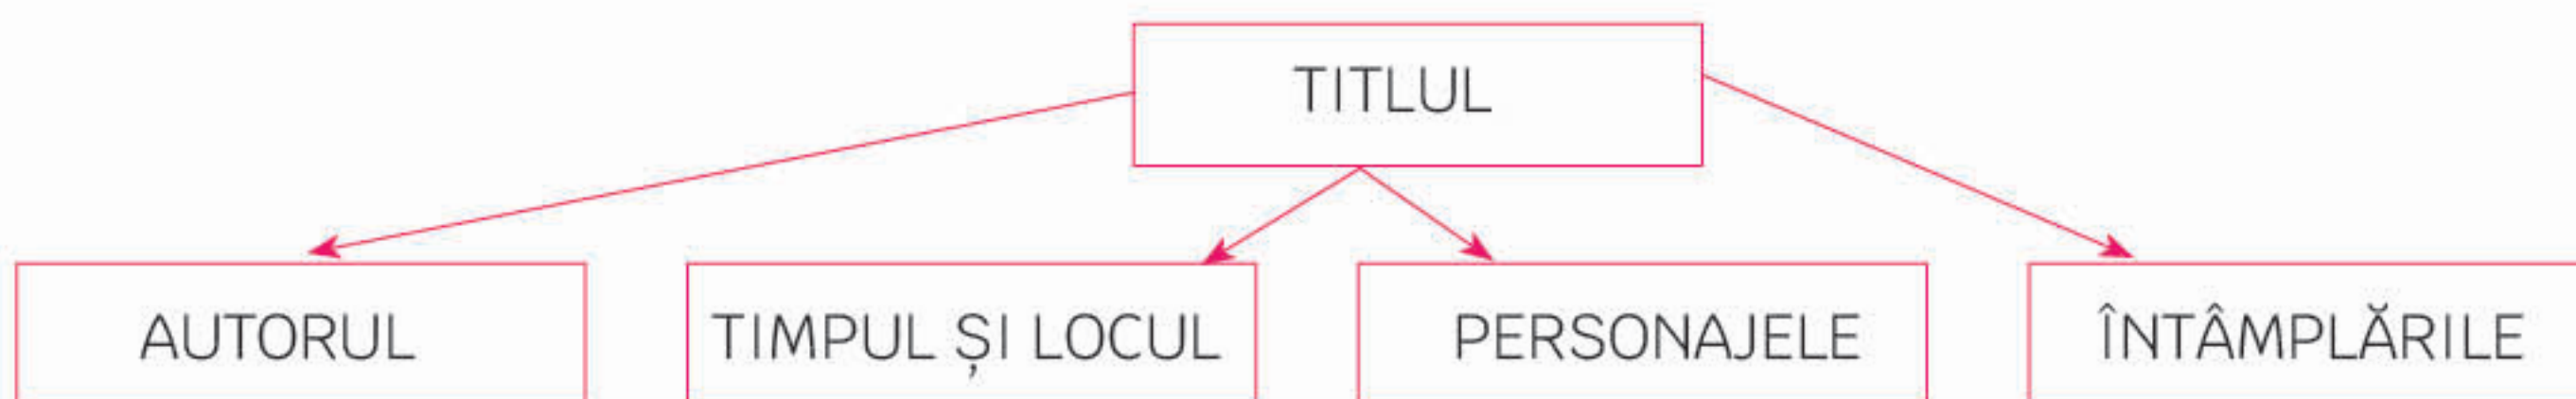 TITLUL
AUTORUL
TIMPUL ȘI LOCUL
PERSONAJELE
ÎNTÂMPLĂRILE